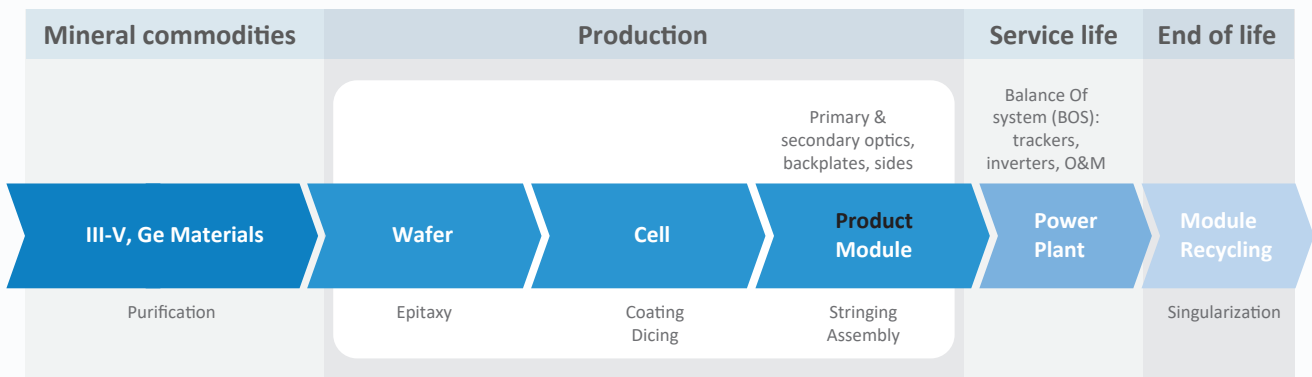 Mineral commodities
Production
Service life
End of life
Primary &
secondary optics,
backplates, sides
Balance Of
system (BOS):
trackers,
inverters, O&M
III-V, Ge Materials
Wafer
Cell
Product
Module
Power
Plant
Module
Recycling
Purification
Epitaxy
Coating
Dicing
Stringing
Assembly
Singularization